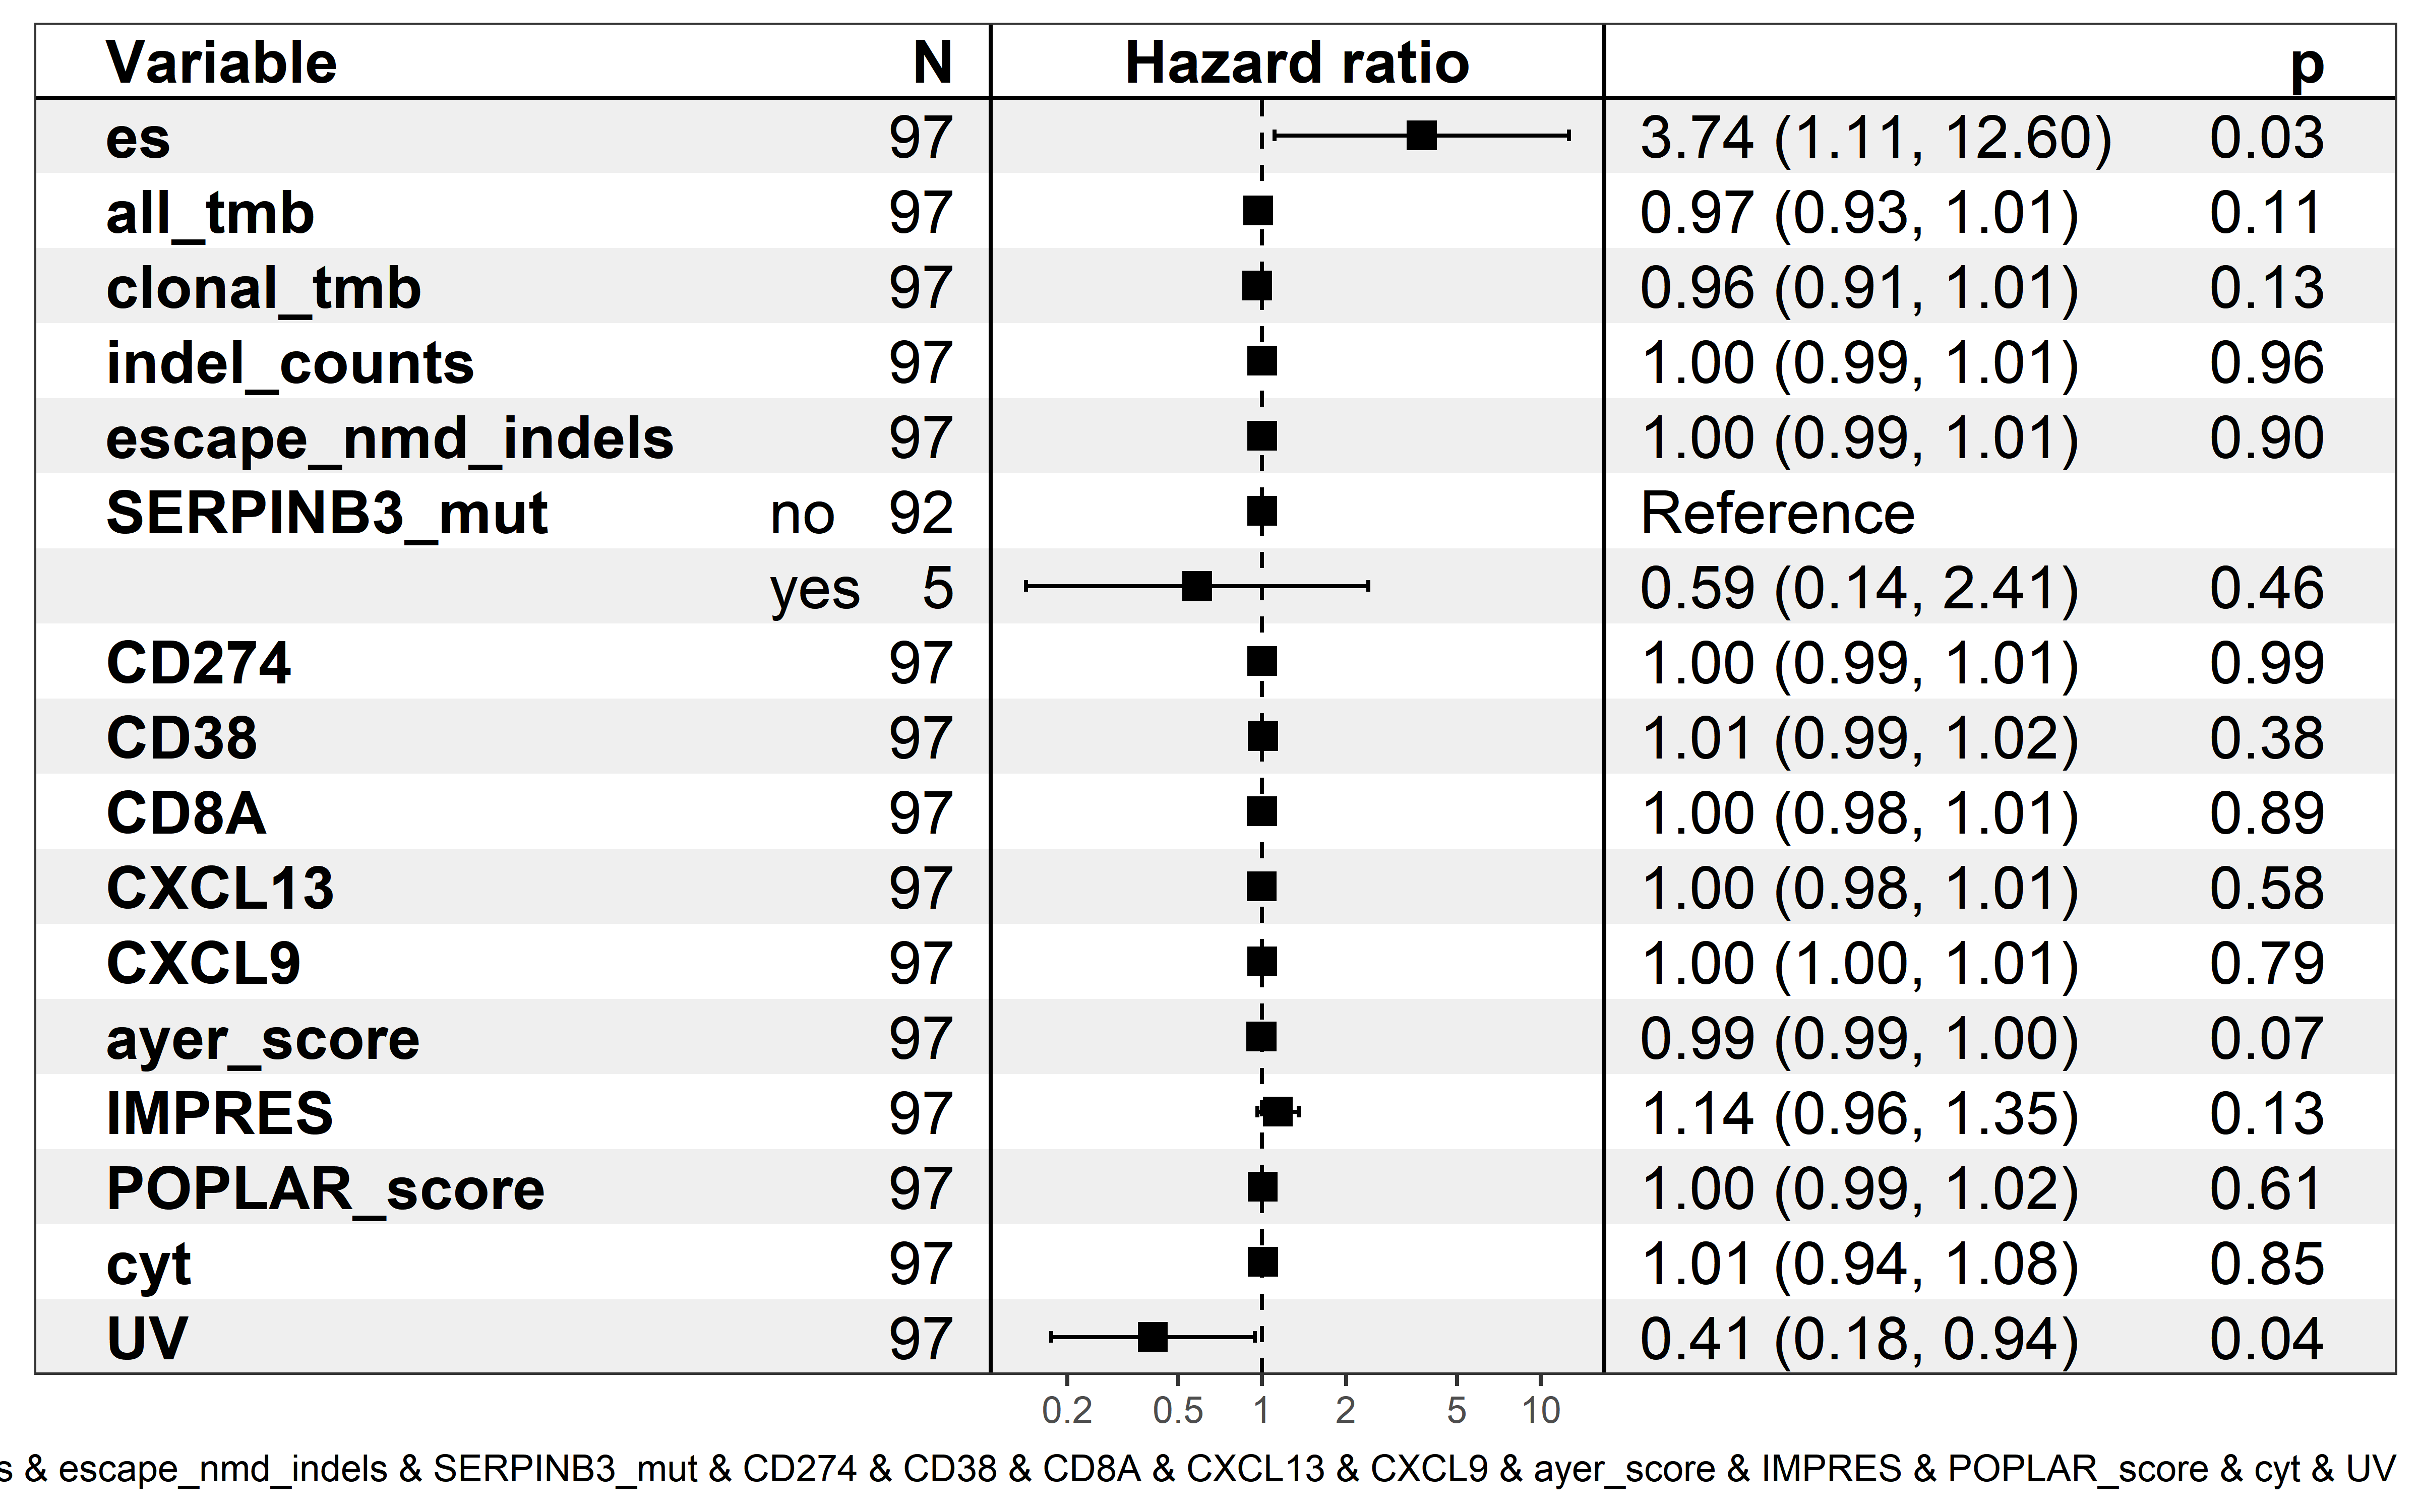 Variable N Hazard ratio p
es 97 3.74 (1.11, 12.60) 0.03
all_tmb 97 0.97 (0.93, 1.01) 0.11
clonal_tmb 97 0.96 (0.91, 1.01) 0.13
indel_counts 97 1.00 (0.99, 1.01) 0.96
escape_nmd_indels 97 1.00 (0.99, 1.01) 0.90
SERPINB3_mut no 92 Reference
yes 5 0.59 (0.14, 2.41) 0.46
CD274 97 1.00 (0.99, 1.01) 0.99
CD38 97 1.01 (0.99, 1.02) 0.38
CD8A 97 1.00 (0.98, 1.01) 0.89
CXCL13 97 1.00 (0.98, 1.01) 0.58
CXCL9 97 1.00 (1.00, 1.01) 0.79
ayer_score 97 0.99 (0.99, 1.00) 0.07
IMPRES 97 1.14 (0.96, 1.35) 0.13
POPLAR_score 97 1.00 (0.99, 1.02) 0.61
cyt 97 1.01 (0.94, 1.08) 0.85
UV 97 0.41 (0.18, 0.94) 0.04
0.2 0.5 1 2 5 10
s & escape_nmd_indels & SERPINB3_mut & CD274 & CD38 & CD8A & CXCL13 & CXCL9 & ayer_score & IMPRES & POPLAR_score & cyt & UV